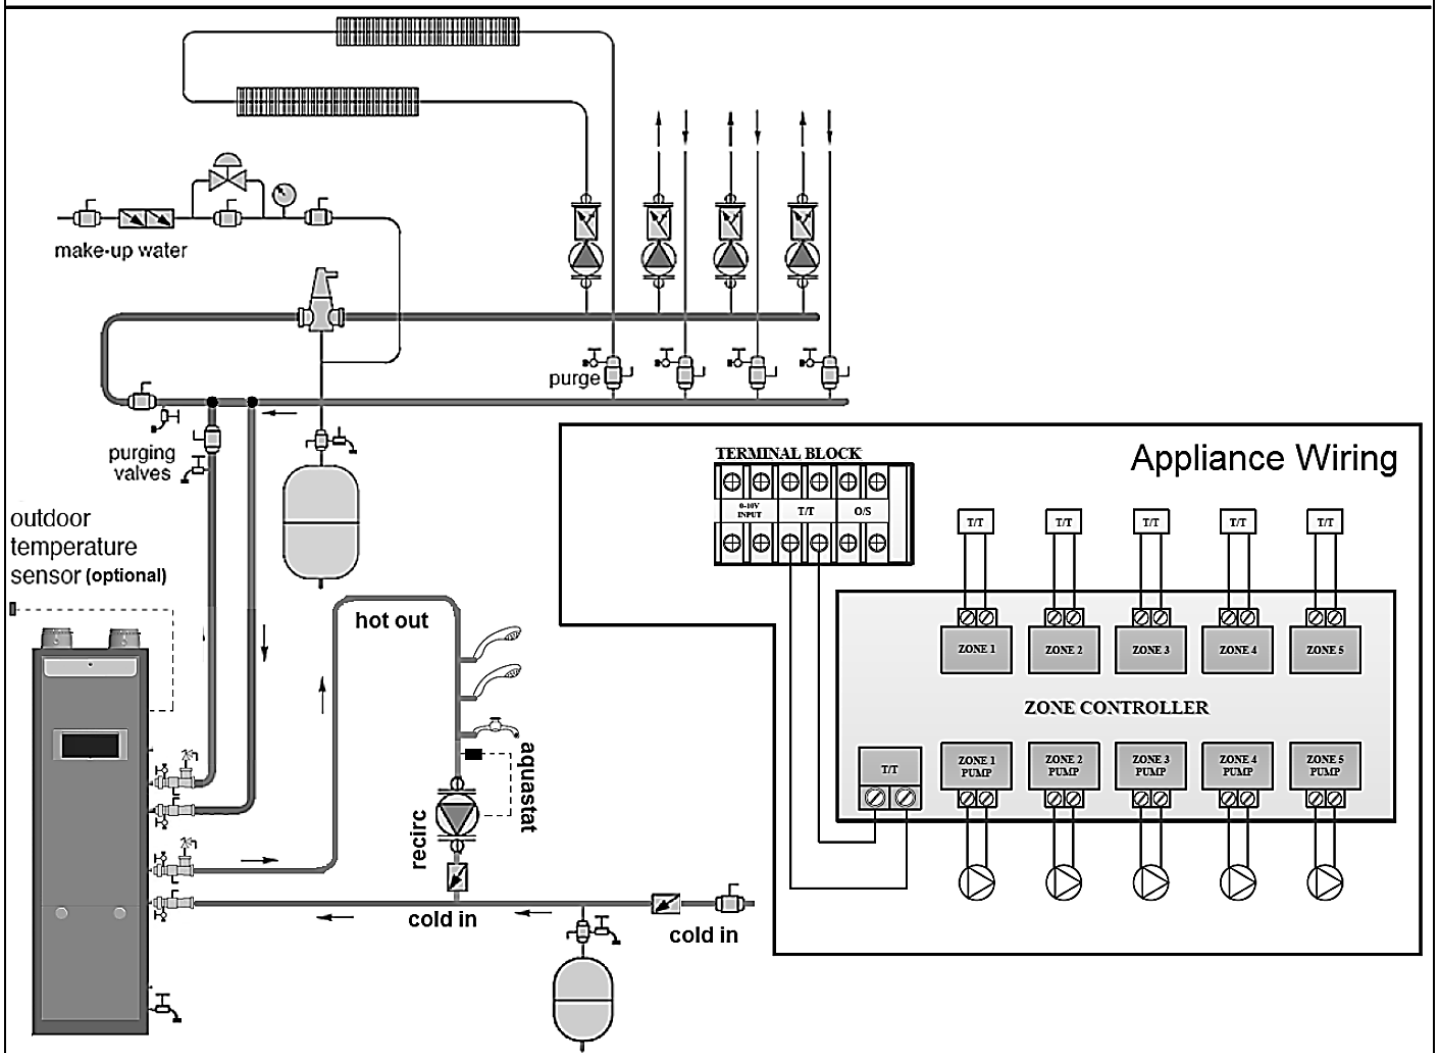 make-up water
purge
purging
valves
outdoor
temperature
sensor (optional)
hot out
aquastat
recirc
cold in
cold in
Appliance Wiring
TERMINAL BLOCK
0-10V
INPUT
T/T
O/S
T/T
T/T
T/T
T/T
T/T
ZONE 1
ZONE 2
ZONE 3
ZONE 4
ZONE 5
ZONE CONTROLLER
T/T
ZONE 1
PUMP
ZONE 2
PUMP
ZONE 3
PUMP
ZONE 4
PUMP
ZONE 5
PUMP